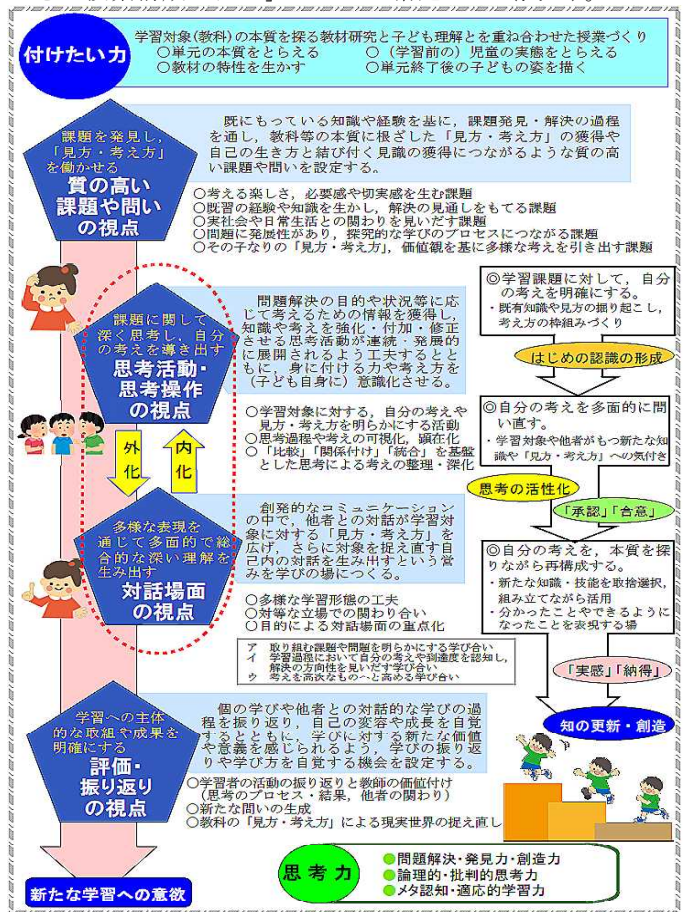 付けたい力
学習対象(教科)の本質を探る教材研究と子ども理解とを重ね合わせた授業づくり
○単元の本質をとらえる ○（学習前の）児童の実態をとらえる
○教材の特性を生かす ○単元終了後の子どもの姿を描く
課題を発見し，
「見方・考え方」
を働かせる
質の高い
課題や問い
の視点
既にもっている知識や経験を基に，課題発見・解決の過程
を通し，教科等の本質に根ざした「見方・考え方」の獲得や
自己の生き方と結び付く見識の獲得につながるような質の高
い課題や問いを設定する。
○考える楽しさ，必要感や切実感を生む課題
○既習の経験や知識を生かし，解決の見通しをもてる課題
○実社会や日常生活との関わりを見いだす課題
○問題に発展性があり，探究的な学びのプロセスにつながる課題
○その子なりの「見方・考え方」，価値観を基に多様な考えを引き出す課題
課題に関して
深く思考し，自分
の考えを導き出す
思考活動・
思考操作
の視点
問題解決の目的や状況等に応
じて考えるための情報を獲得し，
知識や考えを強化・付加・修正
させる思考活動が連続・発展的
に展開されるよう工夫するとと
もに，身に付ける力や考え方を
(子ども自身に）意識化させる。
○学習対象に対する，自分の考えや
見方・考え方を明らかにする活動
○思考過程や考えの可視化，顕在化
○「比較」「関係付け」「統合」を基盤
とした思考による考えの整理・深化
外化
内化
多様な表現を
通じて多面的で総
合的な深い理解を
生み出す
対話場面
の視点
創発的なコミュニケーション
の中で，他者との対話が学習対
象に対する「見方・考え方」を
広げ，さらに対象を捉え直す自
己内の対話を生み出すという営
みを学びの場につくる。
○多様な学習形態の工夫
○対等な立場での関わり合い
○目的による対話場面の重点化
ア 取り組む課題や問題を明らかにする学び合い
イ 学習過程において自分の考えや到達度を認知し，
解決の方向性を見いだす学び合い
ウ 考えを高次なものへと高める学び合い
学習への主体
的な取組や成果を
明確にする
評価・
振り返り
の視点
個の学びや他者との対話的な学びの過
程を振り返り，自己の変容や成長を自覚
するとともに，学びに対する新たな価値
や意義を感じられるよう，学びの振り返
りや学び方を自覚する機会を設定する。
○学習者の活動の振り返りと教師の価値付け
（思考のプロセス・結果，他者の関わり）
○新たな問いの生成
○教科の「見方・考え方」による現実世界の捉え直し
新たな学習への意欲
◎学習課題に対して，自分
の考えを明確にする。
・既有知識や見方の掘り起こし，
考え方の枠組みづくり
はじめの認識の形成
◎自分の考えを多面的に問
い直す。
・学習対象や他者がもつ新たな知
識や「見方・考え方」への気付き
思考の活性化
「承認」「合意」
◎自分の考えを，本質を探
りながら再構成する。
・新たな知識・技能を取捨選択，
組み立てながら活用
・分かったことやできるように
なったことを表現する場
「実感」「納得」
知の更新・創造
思考力
●問題解決・発見力・創造力
●論理的・批判的思考力
●メタ認知・適応的学習力